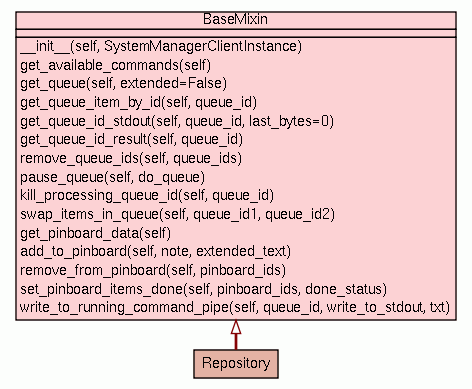 BaseMixin
__init__(self, SystemManagerClientInstance)
get_available_commands(self)
get_queue(self, extended=False)
get_queue_item_by_id(self, queue_id)
get_queue_id_stdout(self, queue_id, last_bytes=0)
get_queue_id_result(self, queue_id)
remove_queue_ids(self, queue_ids)
pause_queue(self, do_queue)
kill_processing_queue_id(self, queue_id)
swap_items_in_queue(self, queue_id1, queue_id2)
get_pinboard_data(self)
add_to_pinboard(self, note, extended_text)
remove_from_pinboard(self, pinboard_ids)
set_pinboard_items_done(self, pinboard_ids, done_status)
write_to_running_command_pipe(self, queue_id, write_to_stdout, txt)
Repository